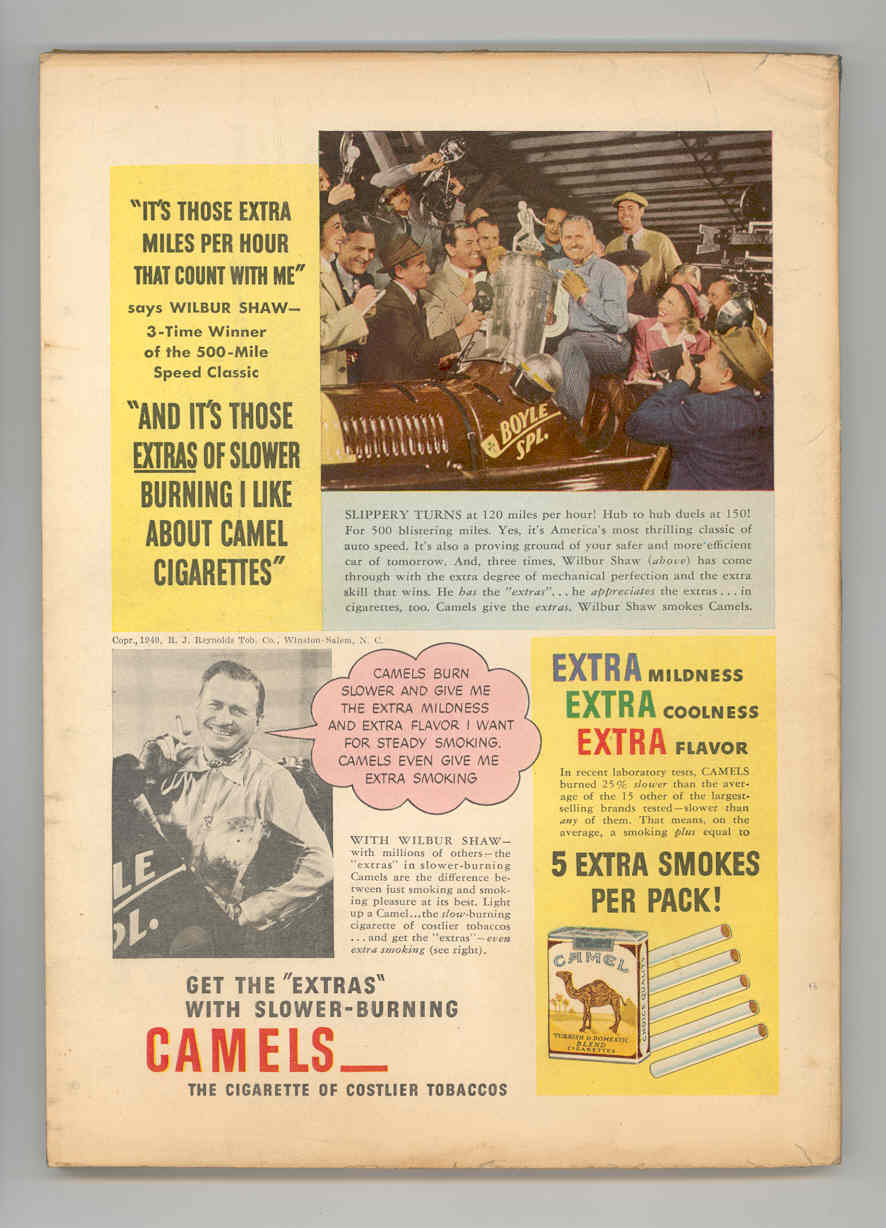 "IT'S THOSE EXTRA
MILES PER HOUR
THAT COUNT WITH ME"
says WILBUR SHAW—
3-Time Winner
of the 500-Mile
Speed Classic
"AND IT'S THOSE
EXTRAS OF SLOWER
BURNING I LIKE
ABOUT CAMEL
CIGARETTES"
BOYLE
SPL.
SLIPPERY TURNS at 120 miles per hour! Hub to hub duels at 150!
For 500 blistering miles. Yes, it's America's most thrilling classic of
auto speed. It's also a proving ground of your safer and more efficient
car of tomorrow. And, three times, Wilbur Shaw (above) has come
through with the extra degree of mechanical perfection and the extra
skill that wins. He has the "extras"... he appreciates the extras... in
cigarettes, too. Camels give the extras. Wilbur Shaw smokes Camels.
Copr., 1940, R. J. Reynolds Tob. Co., Winston-Salem, N. C.
LE
PL.
CAMELS BURN
SLOWER AND GIVE ME
THE EXTRA MILDNESS
AND EXTRA FLAVOR I WANT
FOR STEADY SMOKING.
CAMELS EVEN GIVE ME
EXTRA SMOKING
WITH WILBUR SHAW—
with millions of others—the
"extras" in slower-burning
Camels are the difference be-
tween just smoking and smok-
ing pleasure at its best. Light
up a Camel...the slow-burning
cigarette of costlier tobaccos
...and get the "extras"—even
extra smoking (see right).
EXTRA MILDNESS
EXTRA COOLNESS
EXTRA FLAVOR
In recent laboratory tests, CAMELS
burned 25% slower than the aver-
age of the 15 other of the largest-
selling brands tested—slower than
any of them. That means, on the
average, a smoking plus equal to
5 EXTRA SMOKES
PER PACK!
CAMEL
TURKISH & DOMESTIC
BLEND
CIGARETTES
CHOICE QUALITY
GET THE "EXTRAS"
WITH SLOWER-BURNING
CAMELS—
THE CIGARETTE OF COSTLIER TOBACCOS